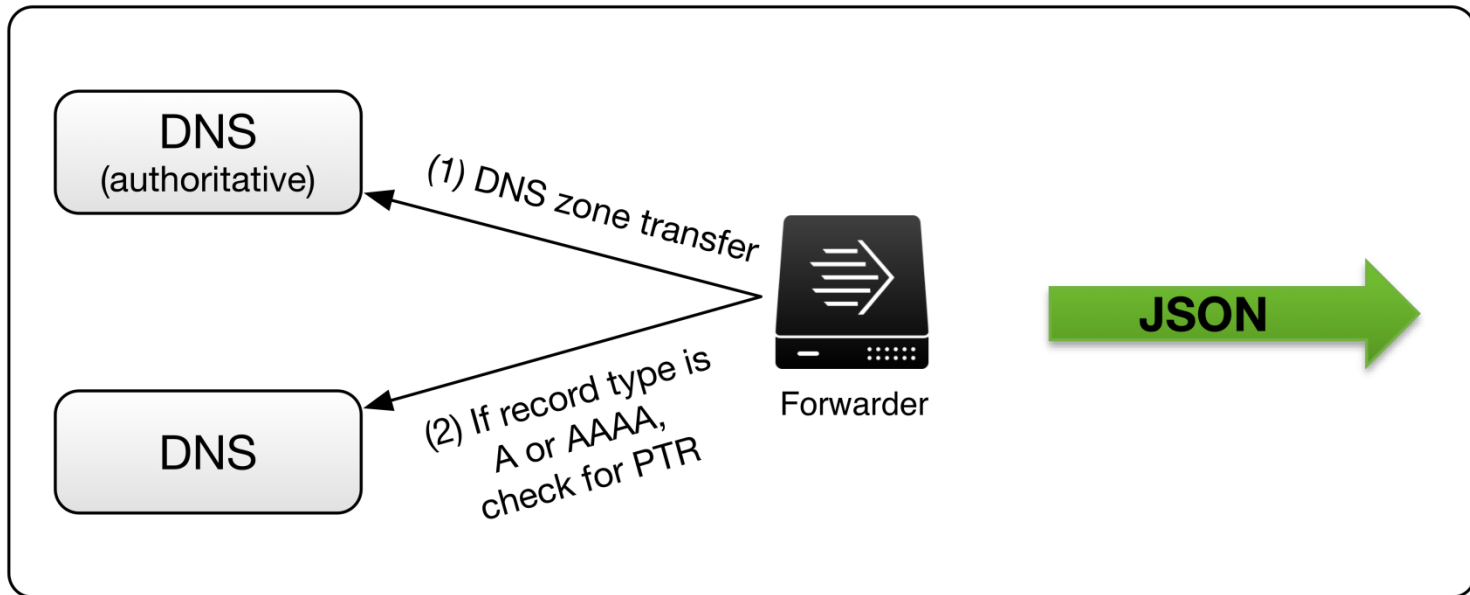 DNS
(authoritative)
(1) DNS zone transfer
Forwarder
JSON
DNS
(2) If record type is
A or AAAA,
check for PTR